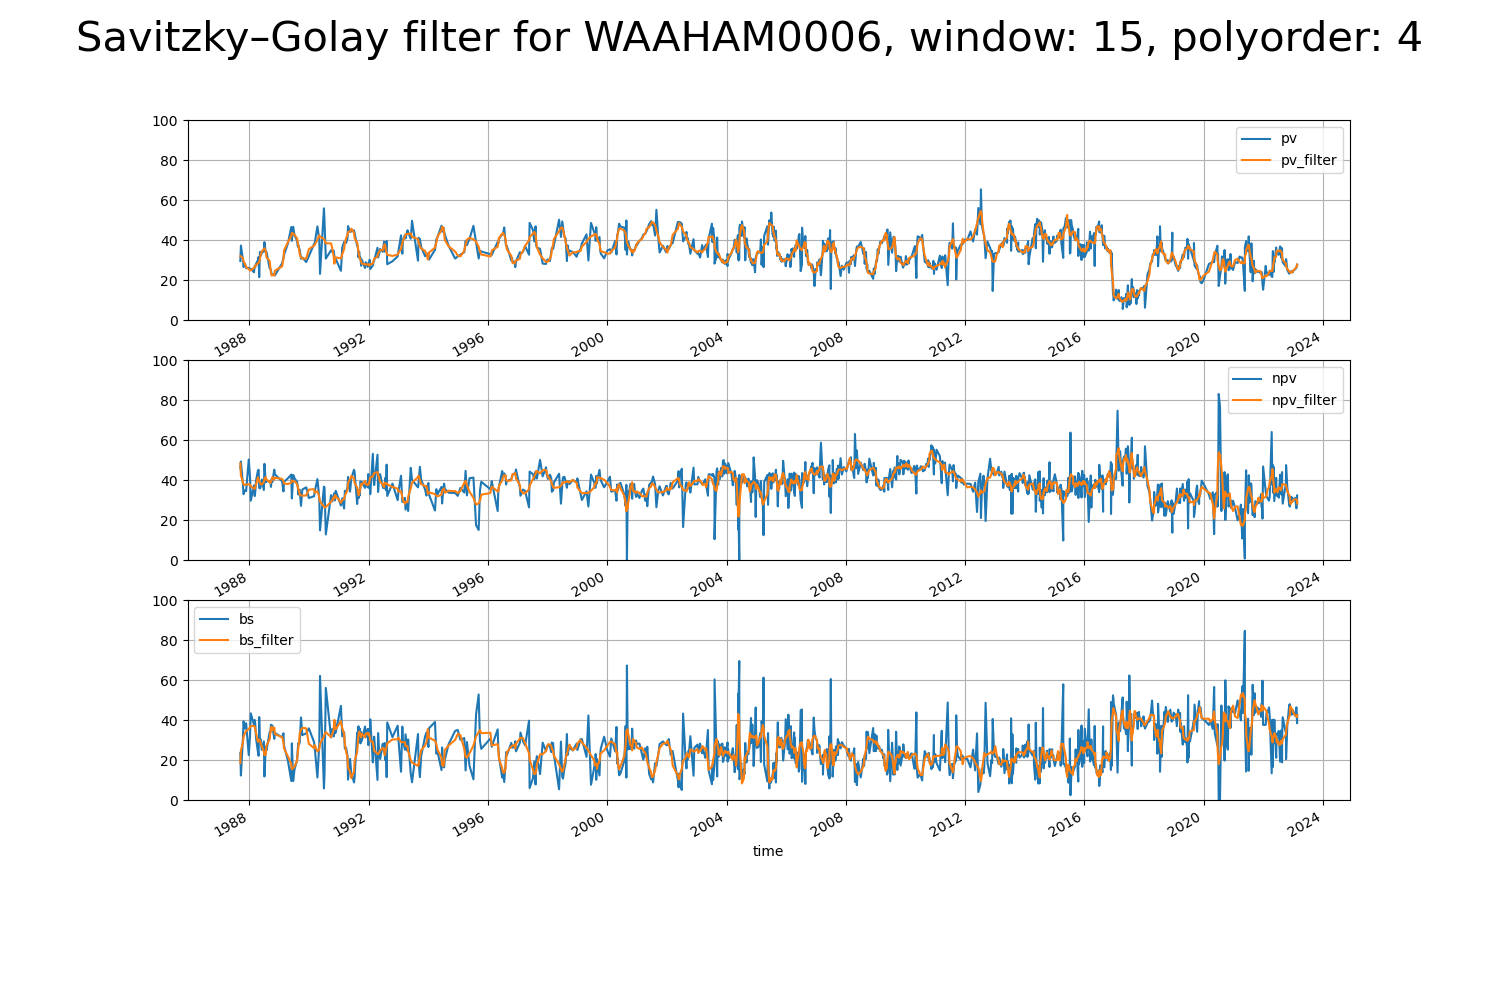 Savitzky–Golay filter for WAAHAM0006, window: 15, polyorder: 4
100
80
60
40
20
0
pv
pv_filter
1988 1992 1996 2000 2004 2008 2012 2016 2020 2024
100
80
60
40
20
0
npv
npv_filter
1988 1992 1996 2000 2004 2008 2012 2016 2020 2024
100
80
60
40
20
0
bs
bs_filter
1988 1992 1996 2000 2004 2008 2012 2016 2020 2024
time